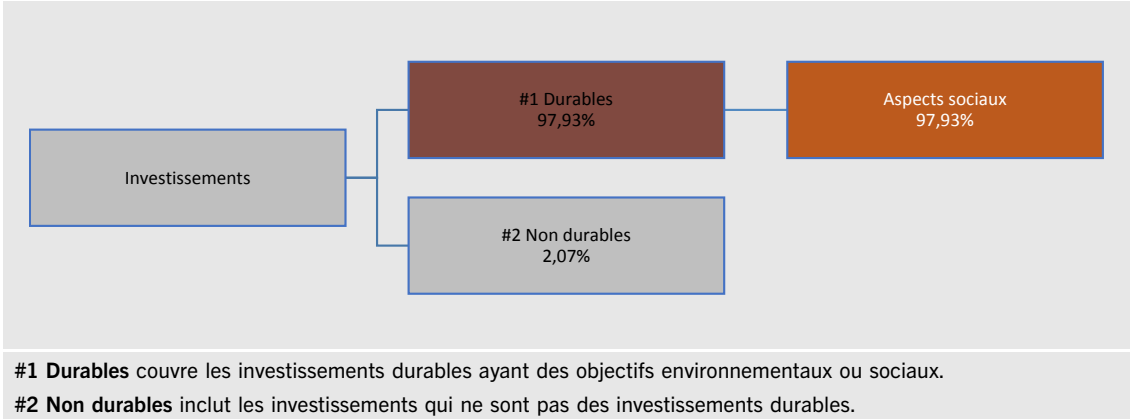 #1 Durables
97,93%
Aspects sociaux
97,93%
Investissements
#2 Non durables
2,07%
#1 Durables couvre les investissements durables ayant des objectifs environnementaux ou sociaux.
#2 Non durables inclut les investissements qui ne sont pas des investissements durables.